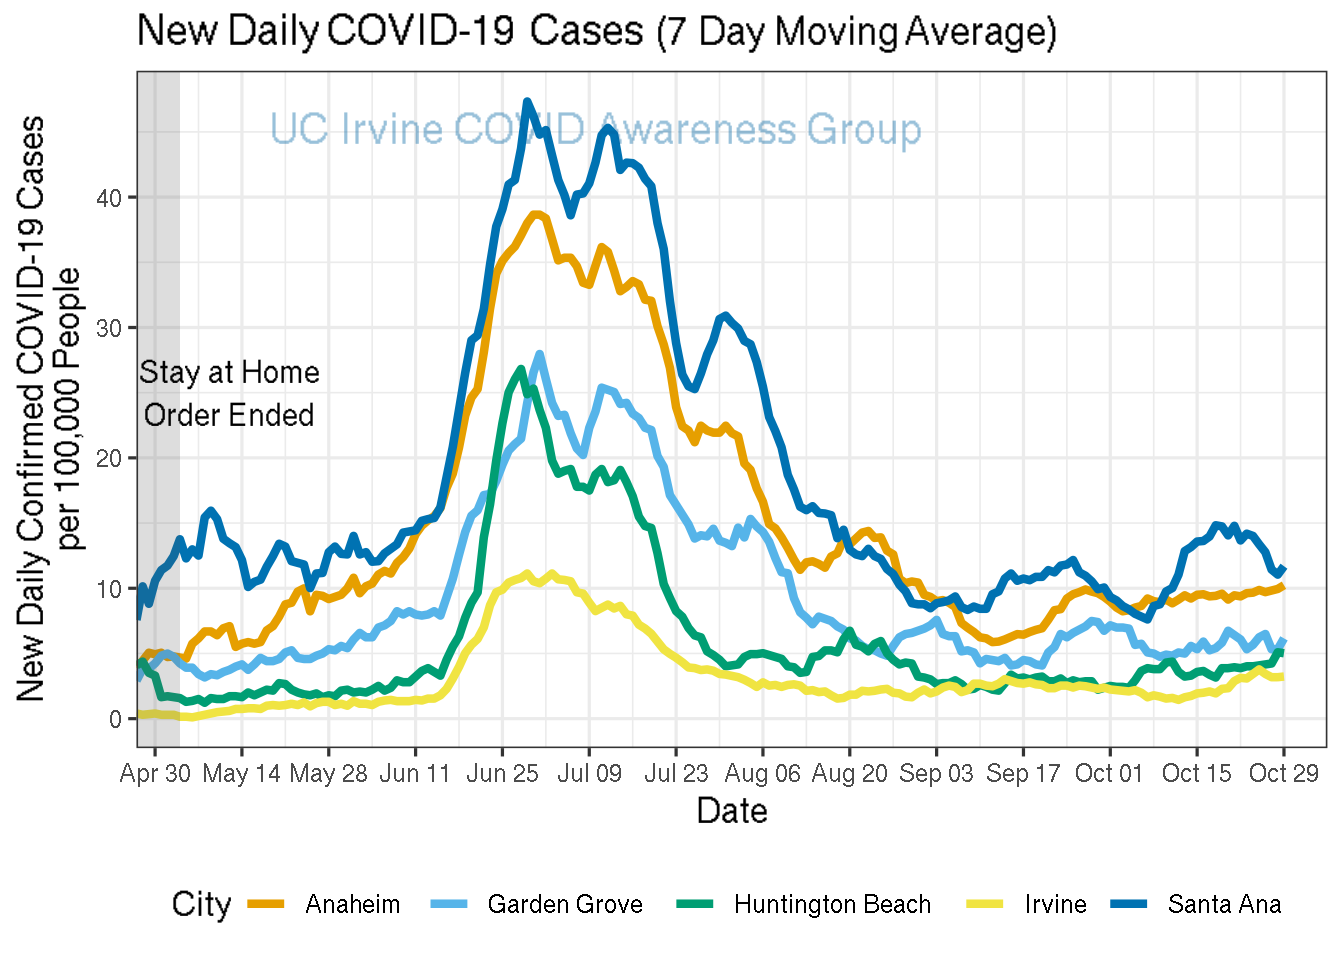 New Daily COVID-19 Cases (7 Day Moving Average)
UC Irvine COVID Awareness Group
New Daily Confirmed COVID-19 Cases
per 100,000 People
40
30
20
10
0
Stay at Home
Order Ended
Apr 30 May 14 May 28 Jun 11 Jun 25 Jul 09 Jul 23 Aug 06 Aug 20 Sep 03 Sep 17 Oct 01 Oct 15 Oct 29
Date
City Anaheim Garden Grove Huntington Beach Irvine Santa Ana